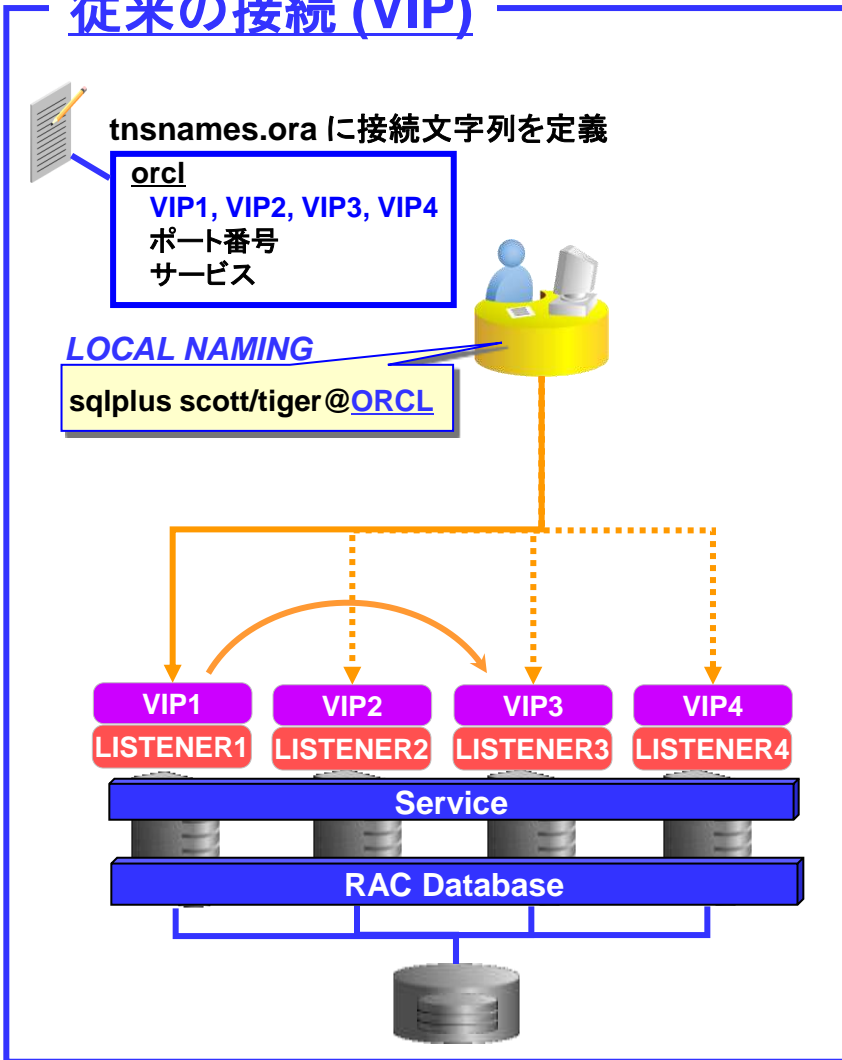 従来の接続 (VIP)
tnsnames.ora に接続文字列を定義
orcl
VIP1, VIP2, VIP3, VIP4
ポート番号
サービス
LOCAL NAMING
sqlplus scott/tiger@ORCL
VIP1 VIP2 VIP3 VIP4
LISTENER1 LISTENER2 LISTENER3 LISTENER4
Service
RAC Database